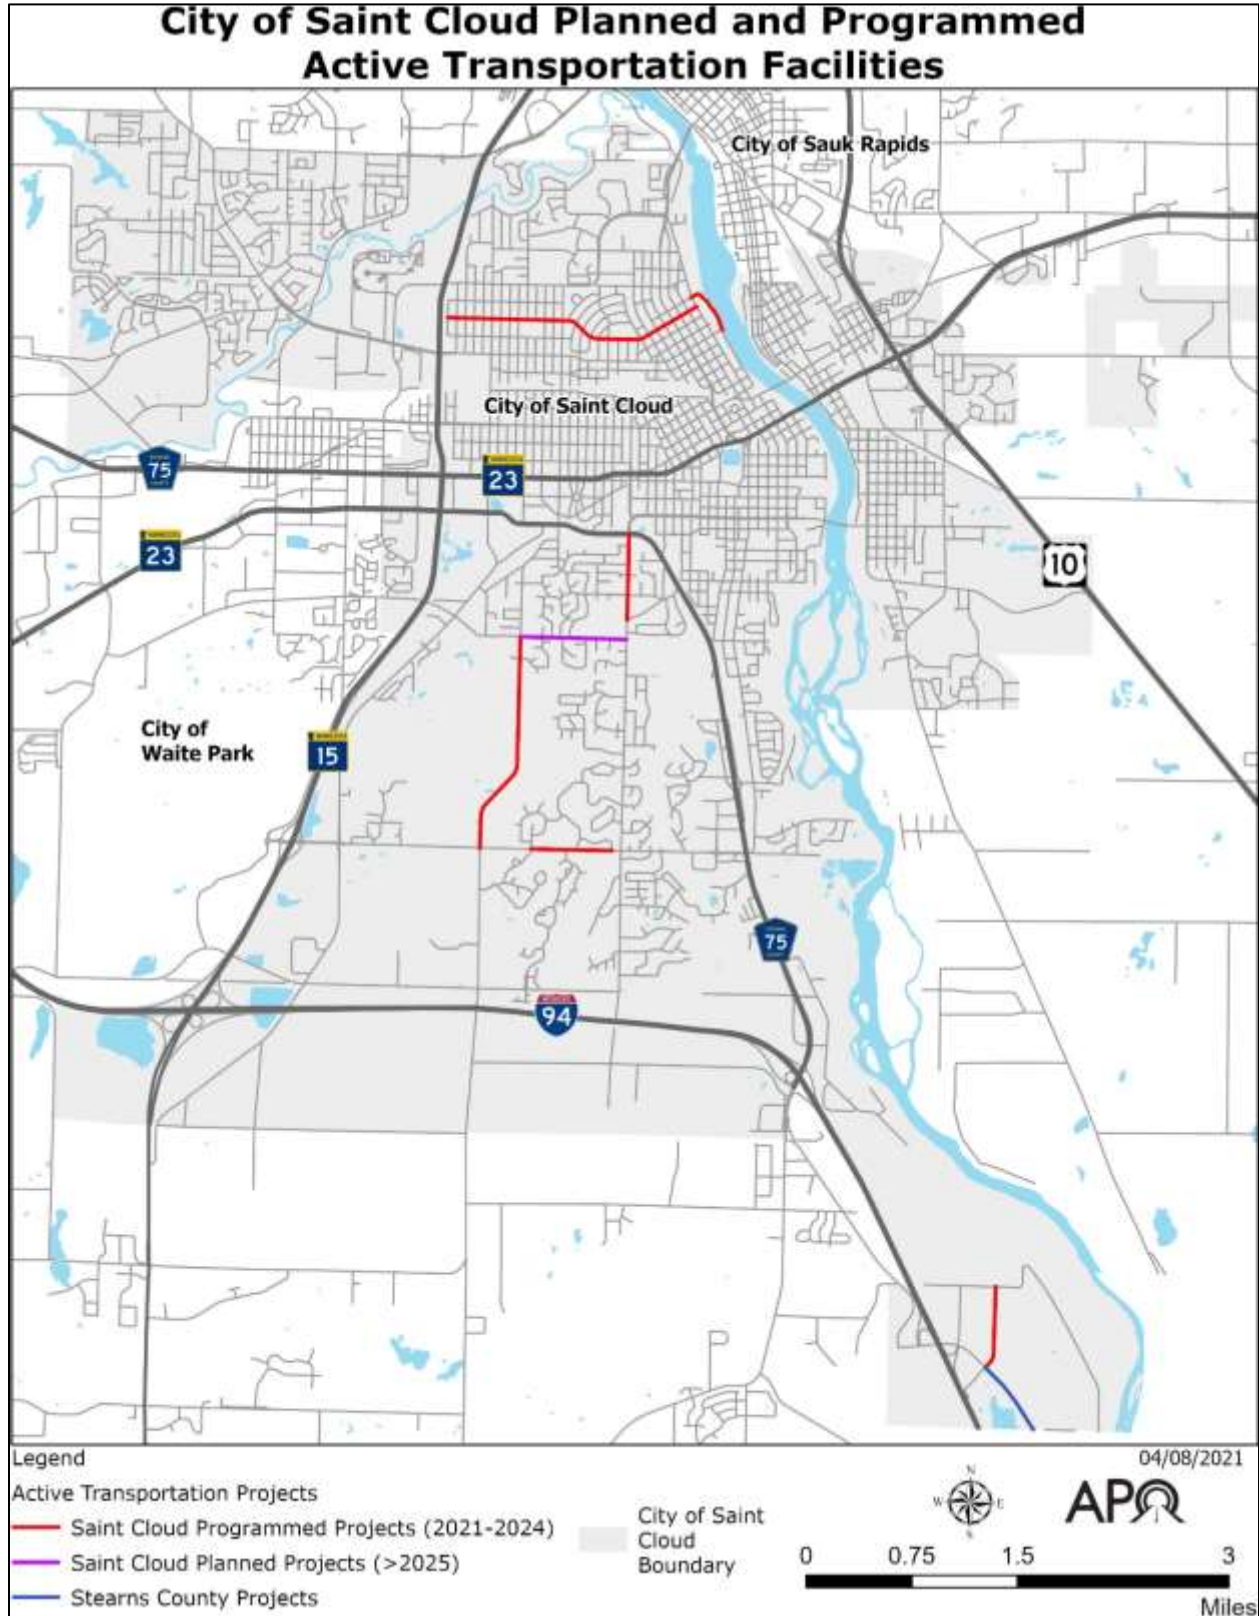 City of Saint Cloud Planned and Programmed
Active Transportation Facilities
City of Sauk Rapids
City of Saint Cloud
75
23
23
10
City of
Waite Park
15
75
94
Legend
04/08/2021
Active Transportation Projects
Saint Cloud Programmed Projects (2021-2024)
Saint Cloud Planned Projects (>2025)
Stearns County Projects
City of Saint
Cloud
Boundary
N
W E
S
APO
0 0.75 1.5 3
Miles